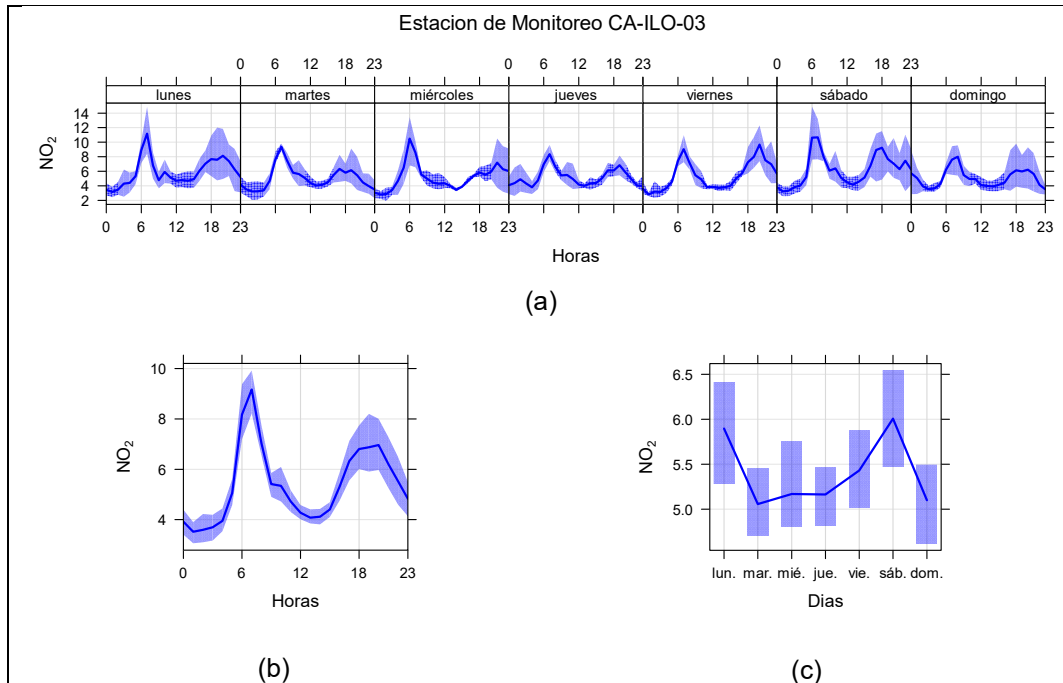 Estacion de Monitoreo CA-ILO-03
0 6 12 18 23 0 6 12 18 23 0 6 12 18 23
lunes martes miércoles jueves viernes sábado domingo
14
12
10
8
6
4
2
NO₂
0 6 12 18 23 0 6 12 18 23 0 6 12 18 23 0 6 12 18 23
Horas
(a)
10
8
6
4
NO₂
0 6 12 18 23
Horas
(b)
6.5
6.0
5.5
5.0
NO₂
lun. mar. mié. jue. vie. sáb. dom.
Dias
(c)